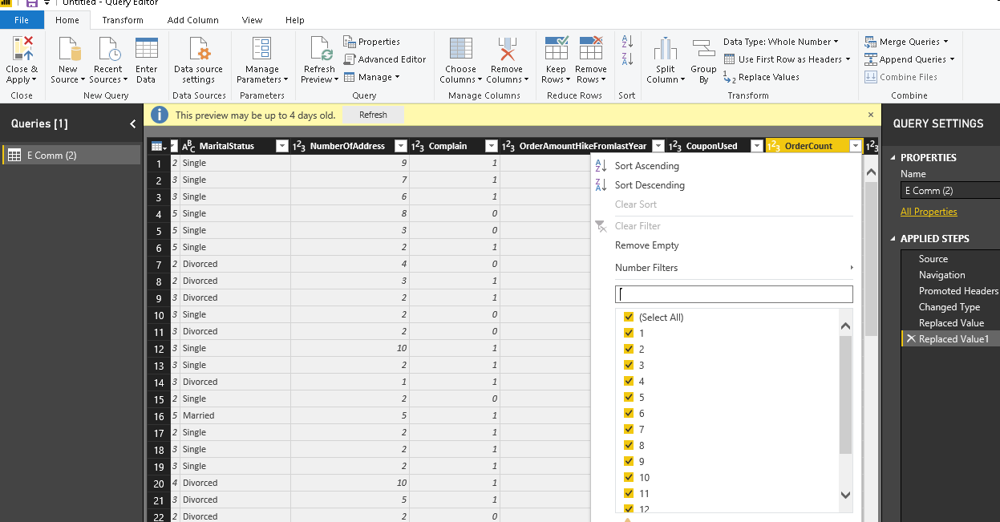 Untitled - Query Editor
File Home Transform Add Column View Help
Close & Apply
New Source
Recent Sources
Enter Data
Data source settings
Manage Parameters
Refresh Preview
Properties
Advanced Editor
Manage
Choose Columns
Remove Columns
Keep Rows
Remove Rows
Split Column
Group By
Data Type: Whole Number
Use First Row as Headers
Replace Values
Merge Queries
Append Queries
Combine Files
Close New Query Data Sources Parameters Query Manage Columns Reduce Rows Sort Transform Combine
Queries [1]
E Comm (2)
This preview may be up to 4 days old. Refresh
MaritalStatus NumberOfAddress Complain OrderAmountHikeFromlastYear CouponUsed OrderCount
1 2 Single 9 1
2 3 Single 7 1
3 3 Single 6 1
4 5 Single 8 0
5 5 Single 3 0
6 5 Single 2 1
7 2 Divorced 4 0
8 2 Divorced 3 1
9 3 Divorced 2 1
10 3 Single 2 0
11 3 Divorced 2 0
12 3 Single 10 1
13 3 Single 2 1
14 3 Divorced 1 1
15 2 Single 2 0
16 5 Married 5 1
17 2 Single 2 1
18 3 Single 2 1
19 3 Single 2 1
20 4 Divorced 10 1
21 3 Divorced 5 1
22 2 Divorced 2 0
Sort Ascending
Sort Descending
Clear Sort
Clear Filter
Remove Empty
Number Filters
(Select All)
1
2
3
4
5
6
7
8
9
10
11
12
QUERY SETTINGS
PROPERTIES
Name
E Comm (2)
All Properties
APPLIED STEPS
Source
Navigation
Promoted Headers
Changed Type
Replaced Value
Replaced Value1